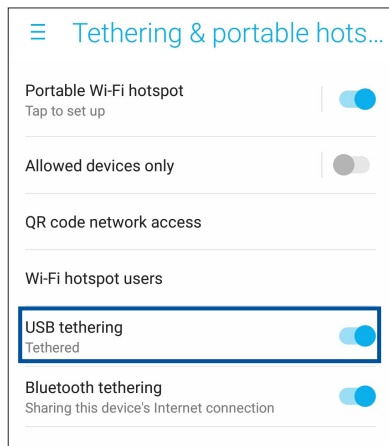 Tethering & portable hots...
Portable Wi-Fi hotspot
Tap to set up
Allowed devices only
QR code network access
Wi-Fi hotspot users
USB tethering
Tethered
Bluetooth tethering
Sharing this device's Internet connection